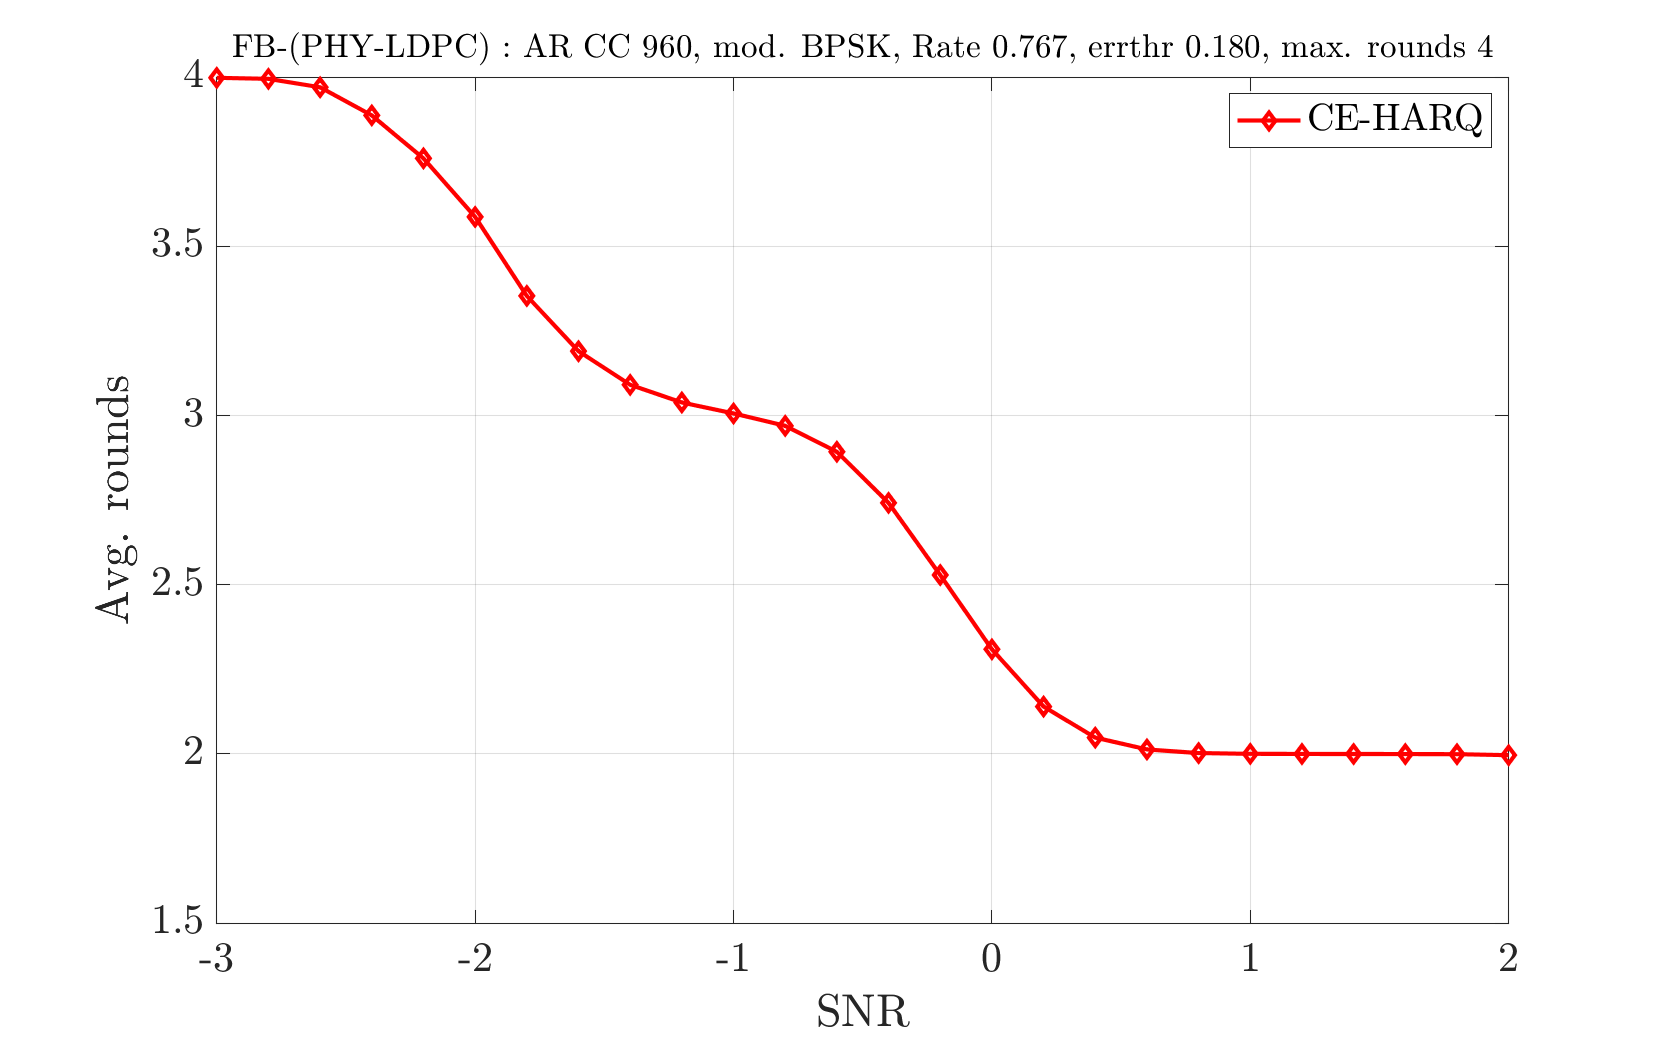 FB-(PHY-LDPC) : AR CC 960, mod. BPSK, Rate 0.767, errthr 0.180, max. rounds 4
CE-HARQ
4
3.5
3
2.5
2
1.5
Avg. rounds
-3 -2 -1 0 1 2
SNR